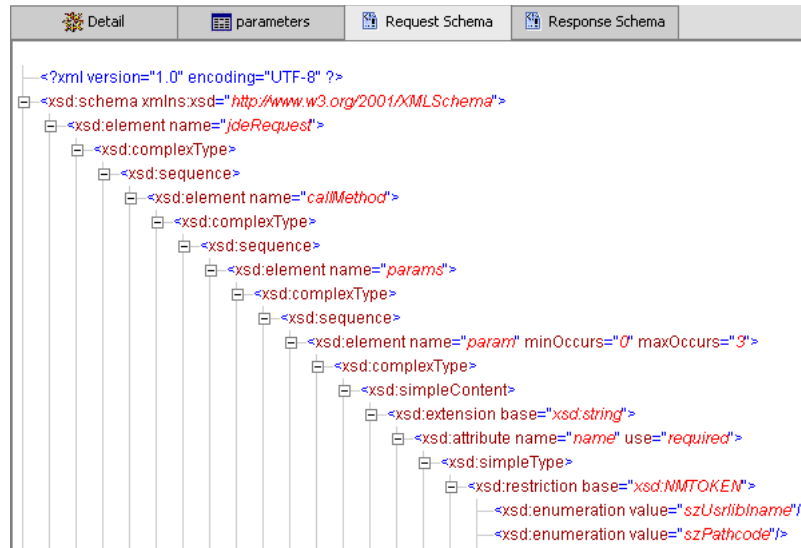 Detail parameters Request Schema Response Schema
<?xml version="1.0" encoding="UTF-8" ?>
<xsd:schema xmlns:xsd="http://www.w3.org/2001/XMLSchema">
<xsd:element name="jdeRequest">
<xsd:complexType>
<xsd:sequence>
<xsd:element name="callMethod">
<xsd:complexType>
<xsd:sequence>
<xsd:element name="params">
<xsd:complexType>
<xsd:sequence>
<xsd:element name="param" minOccurs="0" maxOccurs="3">
<xsd:complexType>
<xsd:simpleContent>
<xsd:extension base="xsd:string">
<xsd:attribute name="name" use="required">
<xsd:simpleType>
<xsd:restriction base="xsd:NMTOKEN">
<xsd:enumeration value="szUsrliblname"/
<xsd:enumeration value="szPathcode"/>